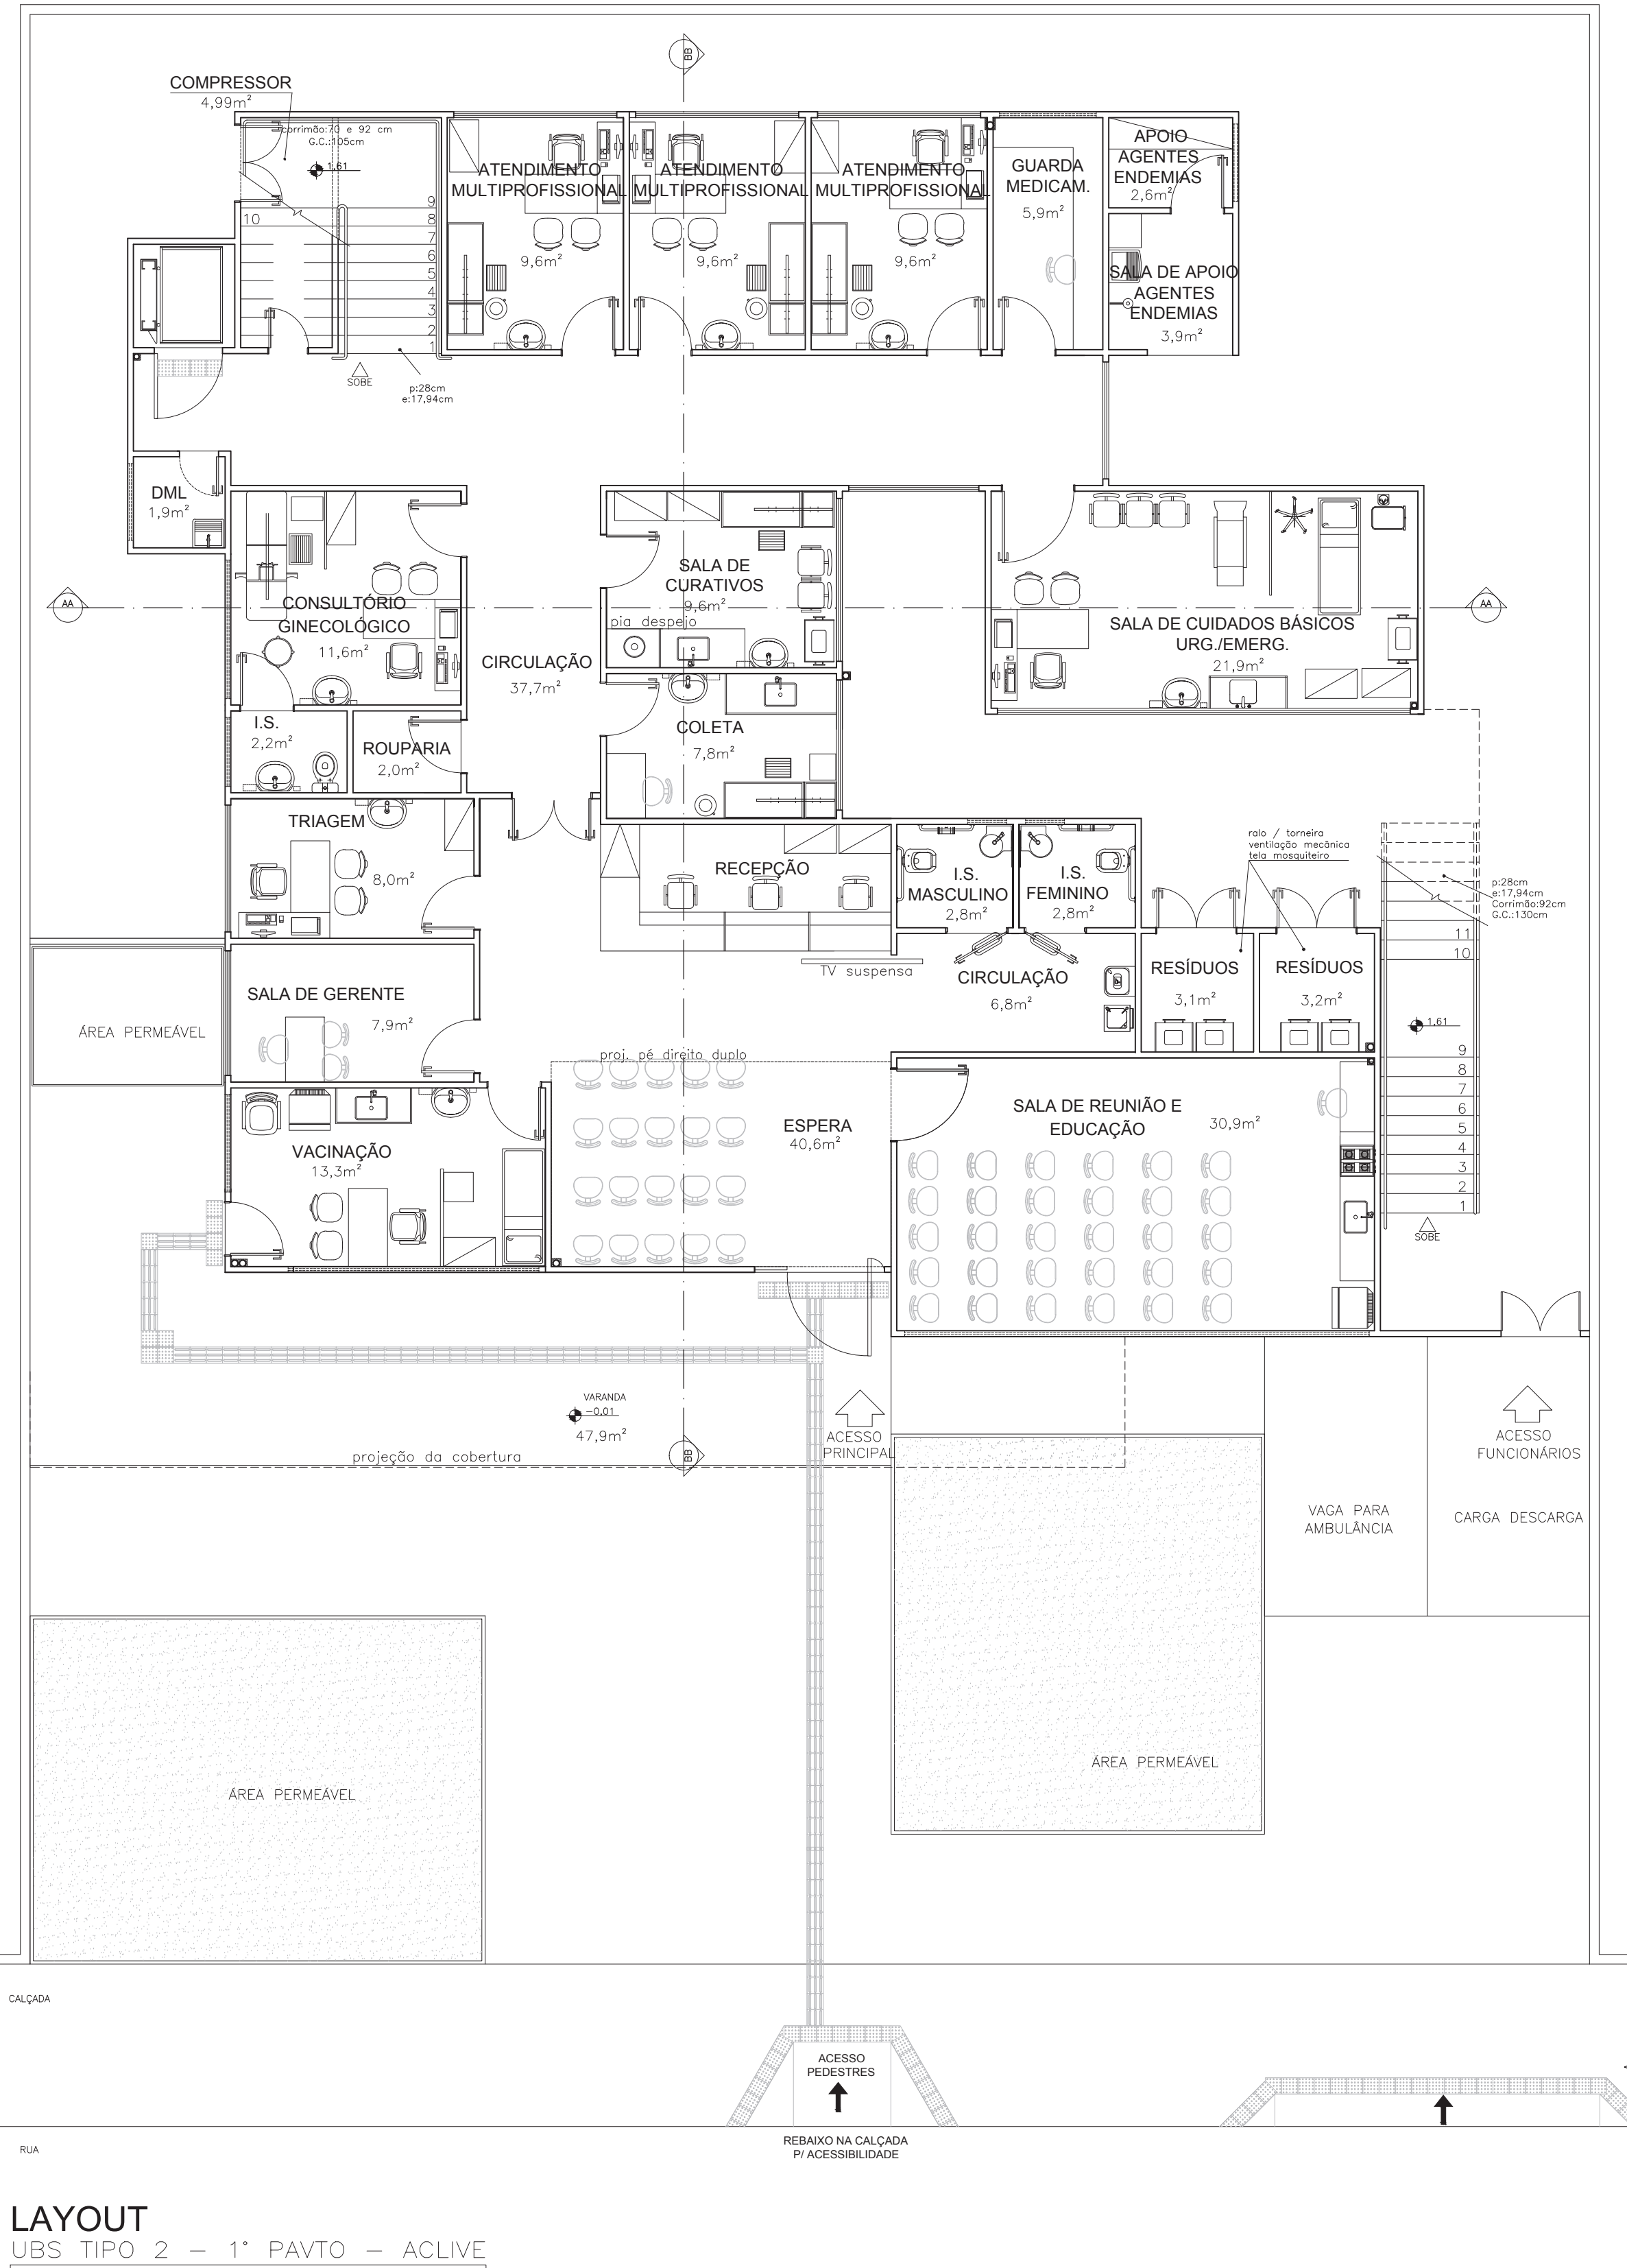 BB
COMPRESSOR
4,99m²
corrimão:70 e 92 cm
G.C.:105cm
1,61
10
9
8
7
6
5
4
3
2
1
SOBE
p:28cm
e:17,94cm
ATENDIMENTO
MULTIPROFISSIONAL
9,6m²
ATENDIMENTO
MULTIPROFISSIONAL
9,6m²
ATENDIMENTO
MULTIPROFISSIONAL
9,6m²
GUARDA
MEDICAM.
5,9m²
APOIO
AGENTES
ENDEMIAS
2,6m²
SALA DE APOIO
AGENTES
ENDEMIAS
3,9m²
DML
1,9m²
AA
CONSULTÓRIO
GINECOLÓGICO
11,6m²
CIRCULAÇÃO
37,7m²
SALA DE
CURATIVOS
9,6m²
pia despejo
SALA DE CUIDADOS BÁSICOS
URG./EMERG.
21,9m²
AA
I.S.
2,2m²
ROUPARIA
2,0m²
COLETA
7,8m²
TRIAGEM
8,0m²
RECEPÇÃO
I.S.
MASCULINO
2,8m²
I.S.
FEMININO
2,8m²
ralo / torneira
ventilação mecânica
tela mosquiteiro
p:28cm
e:17,94cm
Corrimão:92cm
G.C.:130cm
11
10
TV suspensa
CIRCULAÇÃO
6,8m²
RESÍDUOS
3,1m²
RESÍDUOS
3,2m²
1,61
9
8
7
6
5
4
3
2
1
SOBE
SALA DE GERENTE
7,9m²
ÁREA PERMEÁVEL
proj. pé direito duplo
VACINAÇÃO
13,3m²
ESPERA
40,6m²
SALA DE REUNIÃO E
EDUCAÇÃO
30,9m²
VARANDA
-0,01
47,9m²
projeção da cobertura
BB
ACESSO
PRINCIPAL
ACESSO
FUNCIONÁRIOS
VAGA PARA
AMBULÂNCIA
CARGA DESCARGA
ÁREA PERMEÁVEL
ÁREA PERMEÁVEL
CALÇADA
ACESSO
PEDESTRES
RUA
REBAIXO NA CALÇADA
P/ ACESSIBILIDADE
LAYOUT
UBS TIPO 2 – 1° PAVTO – ACLIVE